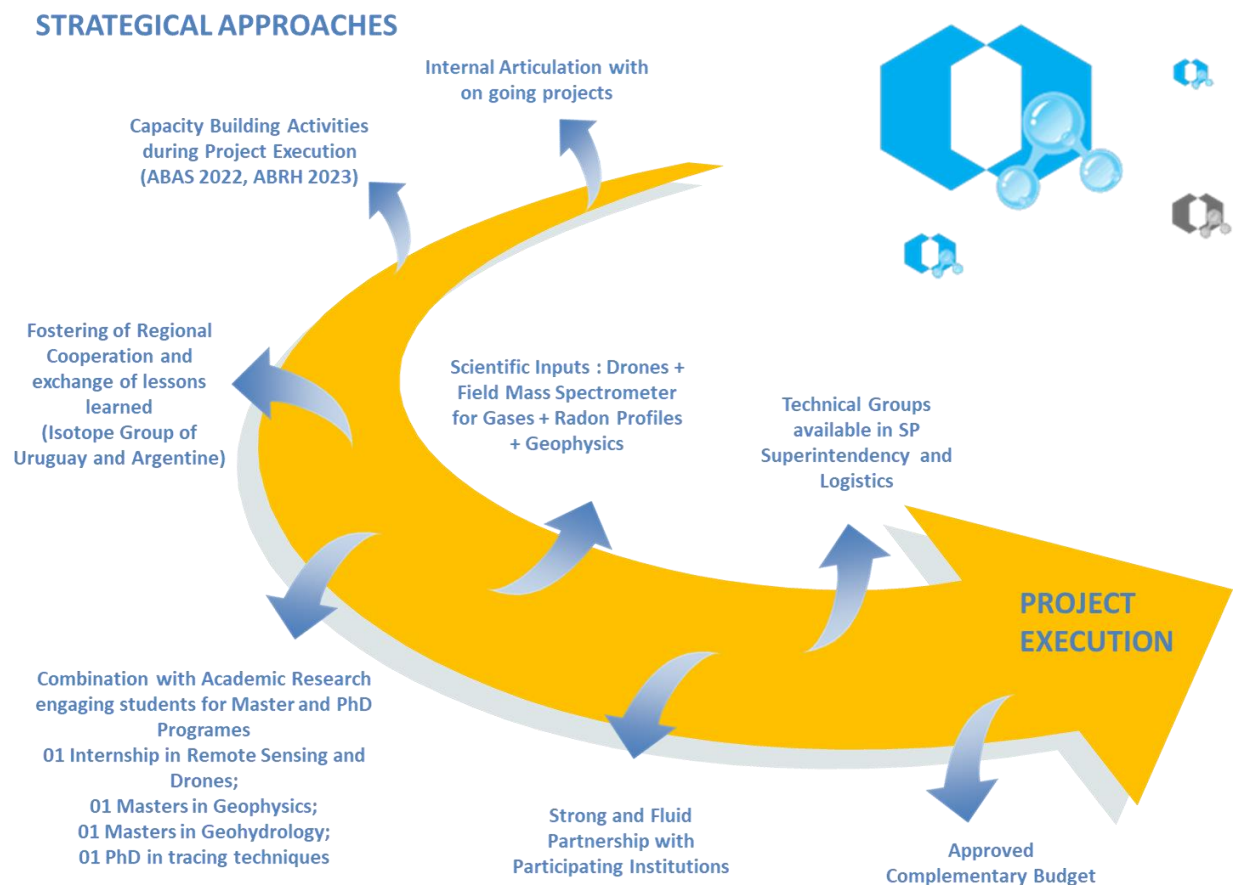 STRATEGICAL APPROACHES
Internal Articulation with
on going projects
Capacity Building Activities
during Project Execution
(ABAS 2022, ABRH 2023)
Fostering of Regional
Cooperation and
exchange of lessons
learned
(Isotope Group of
Uruguay and Argentine)
Scientific Inputs : Drones +
Field Mass Spectrometer
for Gases + Radon Profiles
+ Geophysics
Technical Groups
available in SP
Superintendency and
Logistics
PROJECT
EXECUTION
Combination with Academic Research
engaging students for Master and PhD
Programes
01 Internship in Remote Sensing and
Drones;
01 Masters in Geophysics;
01 Masters in Geohydrology;
01 PhD in tracing techniques
Strong and Fluid
Partnership with
Participating Institutions
Approved
Complementary Budget